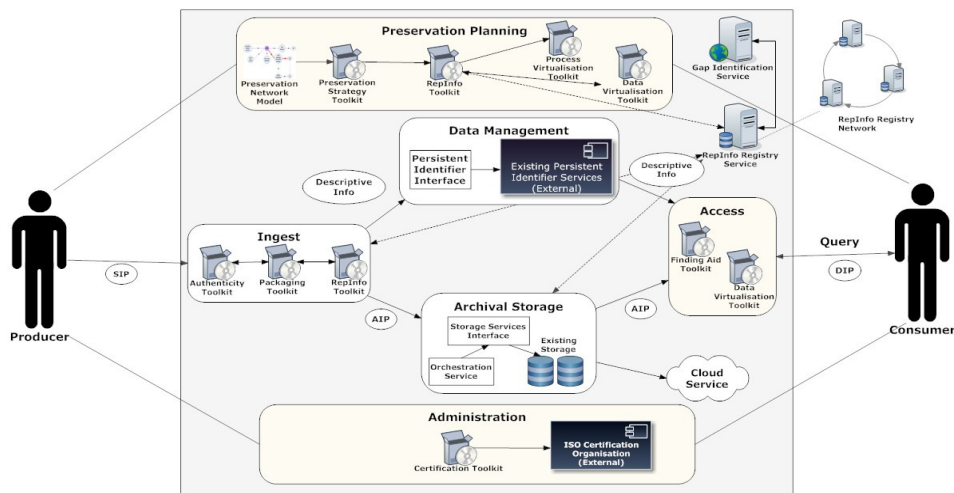 Preservation Planning
Preservation
Network
Model
Preservation
Strategy
Toolkit
RepInfo
Toolkit
Process
Virtualisation
Toolkit
Data
Virtualisation
Toolkit
Gap Identification
Service
RepInfo Registry
Network
RepInfo Registry
Service
Data Management
Persistent
Identifier
Interface
Existing Persistent
Identifier Services
(External)
Descriptive
Info
Descriptive
Info
Ingest
Authenticity
Toolkit
Packaging
Toolkit
RepInfo
Toolkit
SIP
Producer
AIP
Archival Storage
Storage Services
Interface
Orchestration
Service
Existing
Storage
AIP
Access
Finding Aid
Toolkit
Data
Virtualisation
Toolkit
Query
DIP
Consumer
Cloud
Service
Administration
Certification Toolkit
ISO Certification
Organisation
(External)